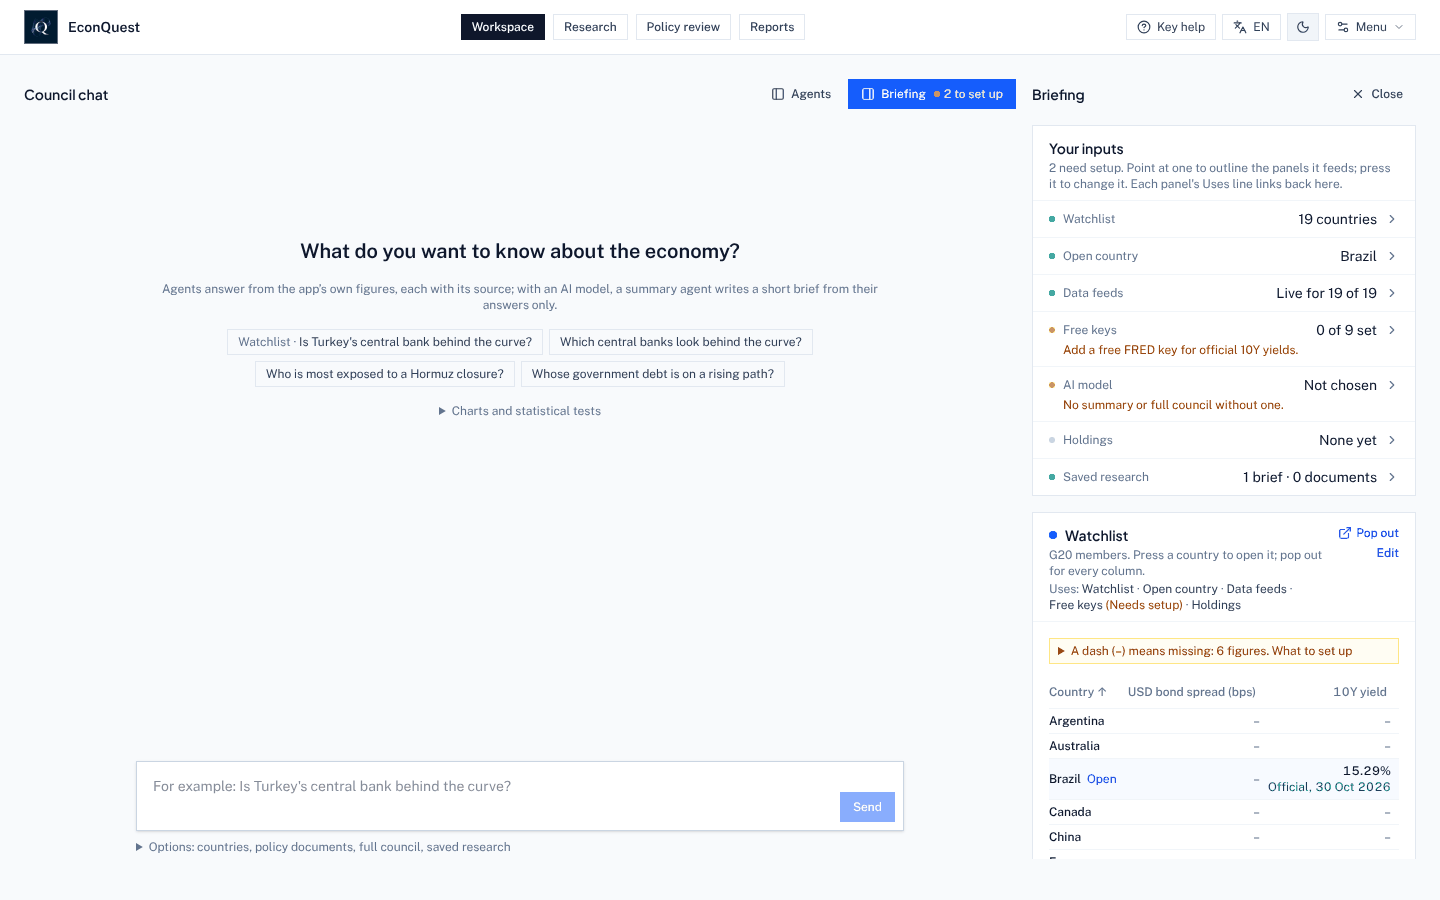 EconQuest
Workspace
Research
Policy review
Reports
Key help
EN
Menu
Council chat
Agents
Briefing
2 to set up
What do you want to know about the economy?
Agents answer from the app's own figures, each with its source; with an AI model, a summary agent writes a short brief from their
answers only.
Watchlist · Is Turkey's central bank behind the curve?
Which central banks look behind the curve?
Who is most exposed to a Hormuz closure?
Whose government debt is on a rising path?
Charts and statistical tests
For example: Is Turkey's central bank behind the curve?
Send
Options: countries, policy documents, full council, saved research
Briefing
Close
Your inputs
2 need setup. Point at one to outline the panels it feeds; press
it to change it. Each panel's Uses line links back here.
Watchlist 19 countries
Open country Brazil
Data feeds Live for 19 of 19
Free keys 0 of 9 set
Add a free FRED key for official 10Y yields.
AI model Not chosen
No summary or full council without one.
Holdings None yet
Saved research 1 brief · 0 documents
Watchlist
Pop out
G20 members. Press a country to open it; pop out
for every column.
Edit
Uses: Watchlist · Open country · Data feeds ·
Free keys (Needs setup) · Holdings
A dash (–) means missing: 6 figures. What to set up
Country ↑ USD bond spread (bps) 10Y yield
Argentina – –
Australia – –
Brazil Open – 15.29%
Official, 30 Oct 2026
Canada – –
China – –